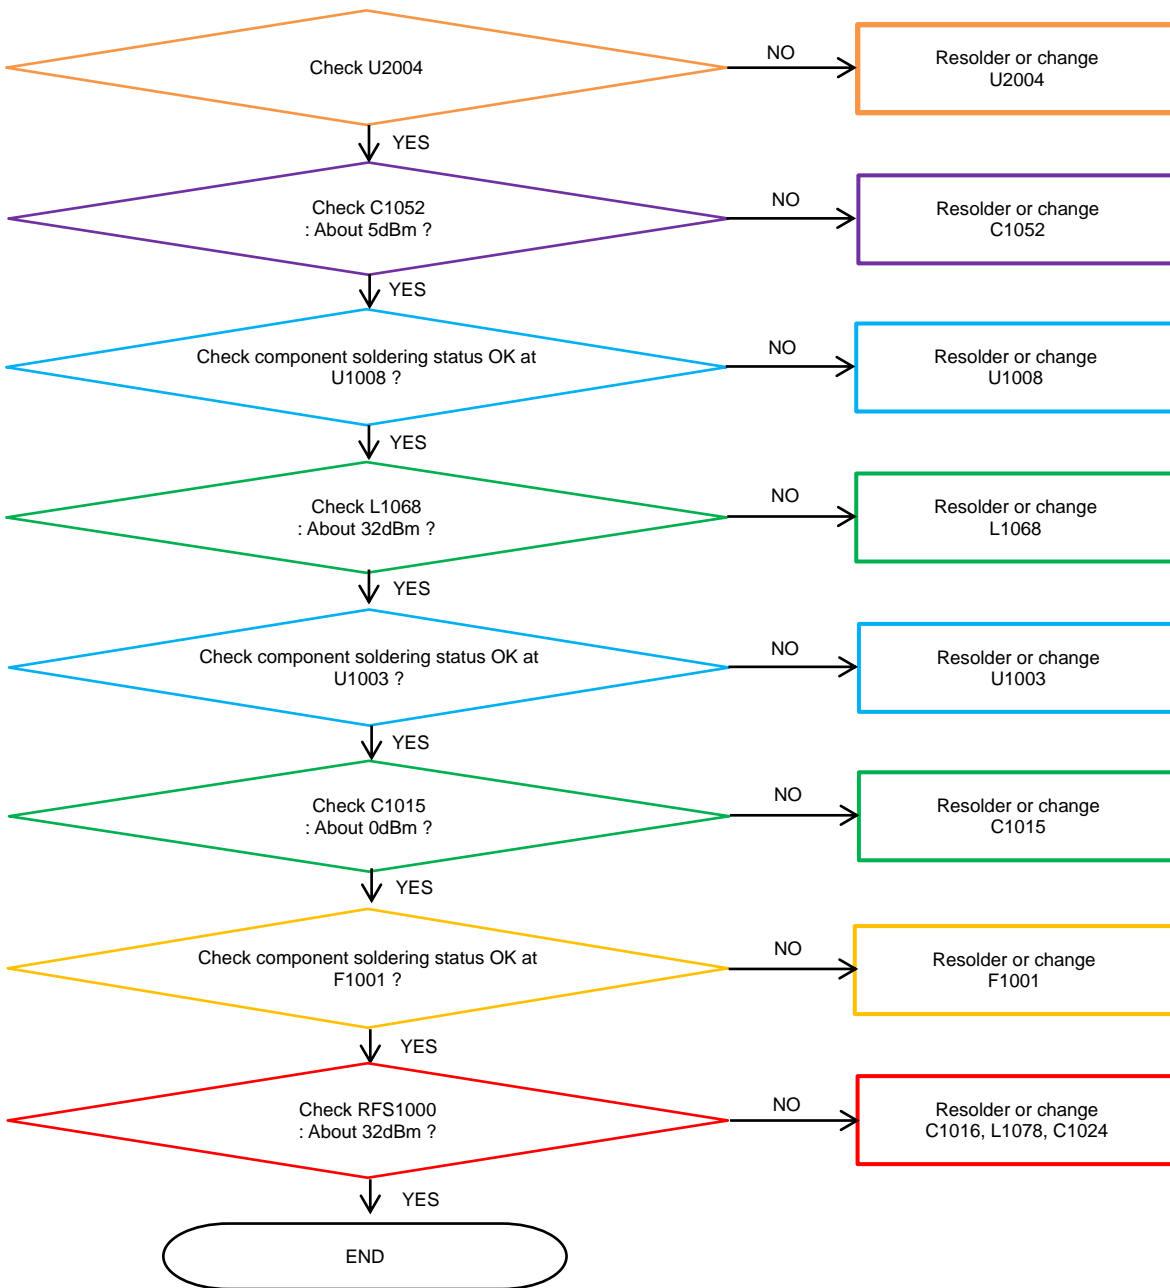 Check U2004
NO
Resolder or change
U2004
YES
Check C1052
: About 5dBm ?
NO
Resolder or change
C1052
YES
Check component soldering status OK at
U1008 ?
NO
Resolder or change
U1008
YES
Check L1068
: About 32dBm ?
NO
Resolder or change
L1068
YES
Check component soldering status OK at
U1003 ?
NO
Resolder or change
U1003
YES
Check C1015
: About 0dBm ?
NO
Resolder or change
C1015
YES
Check component soldering status OK at
F1001 ?
NO
Resolder or change
F1001
YES
Check RFS1000
: About 32dBm ?
NO
Resolder or change
C1016, L1078, C1024
YES
END